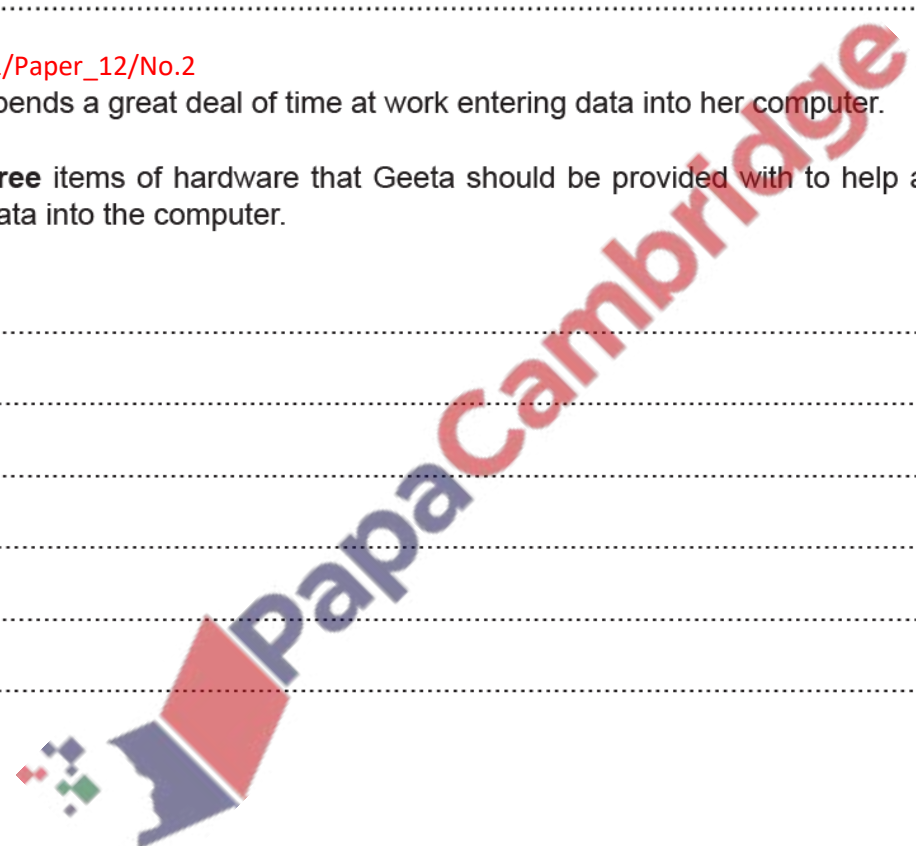 /Paper_12/No.2
ends a great deal of time at work entering data into her computer.
ree items of hardware that Geeta should be provided with to help
ata into the computer.
PapaCambridge